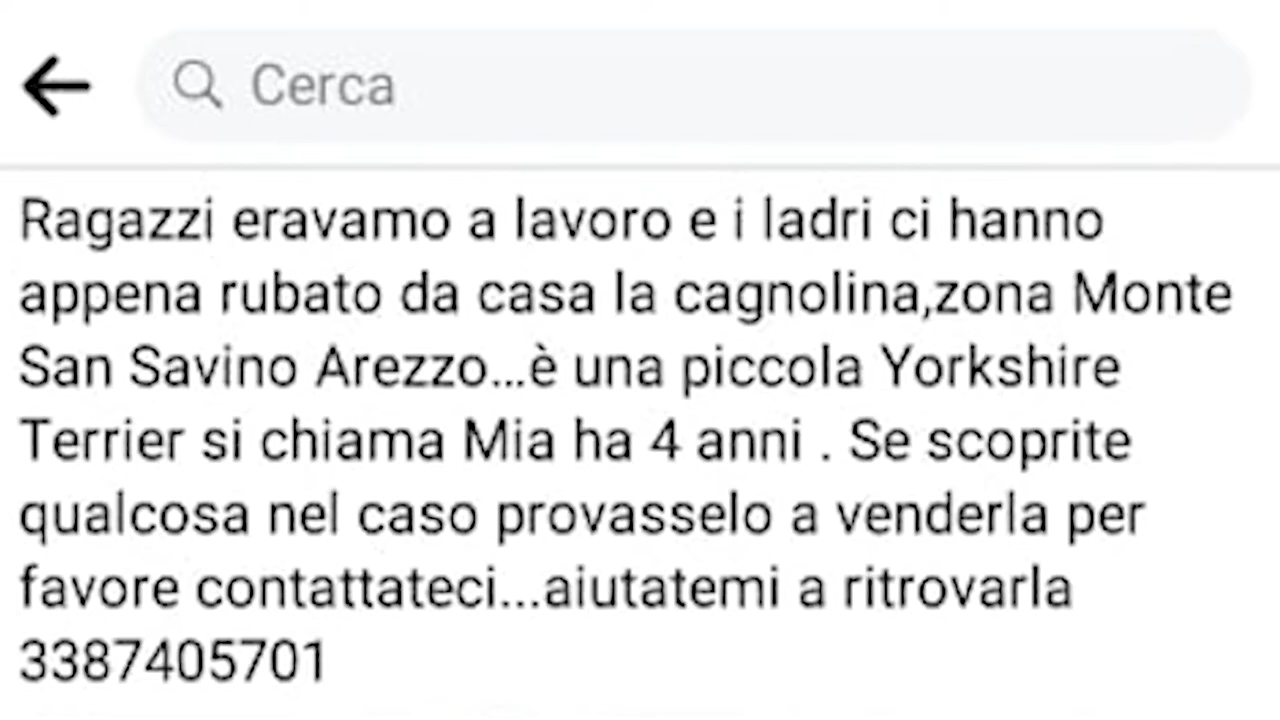 Cerca
Ragazzi eravamo a lavoro e i ladri ci hanno
appena rubato da casa la cagnolina,zona Monte
San Savino Arezzo...è una piccola Yorkshire
Terrier si chiama Mia ha 4 anni . Se scoprite
qualcosa nel caso provasselo a venderla per
favore contattateci...aiutatemi a ritrovarla
3387405701